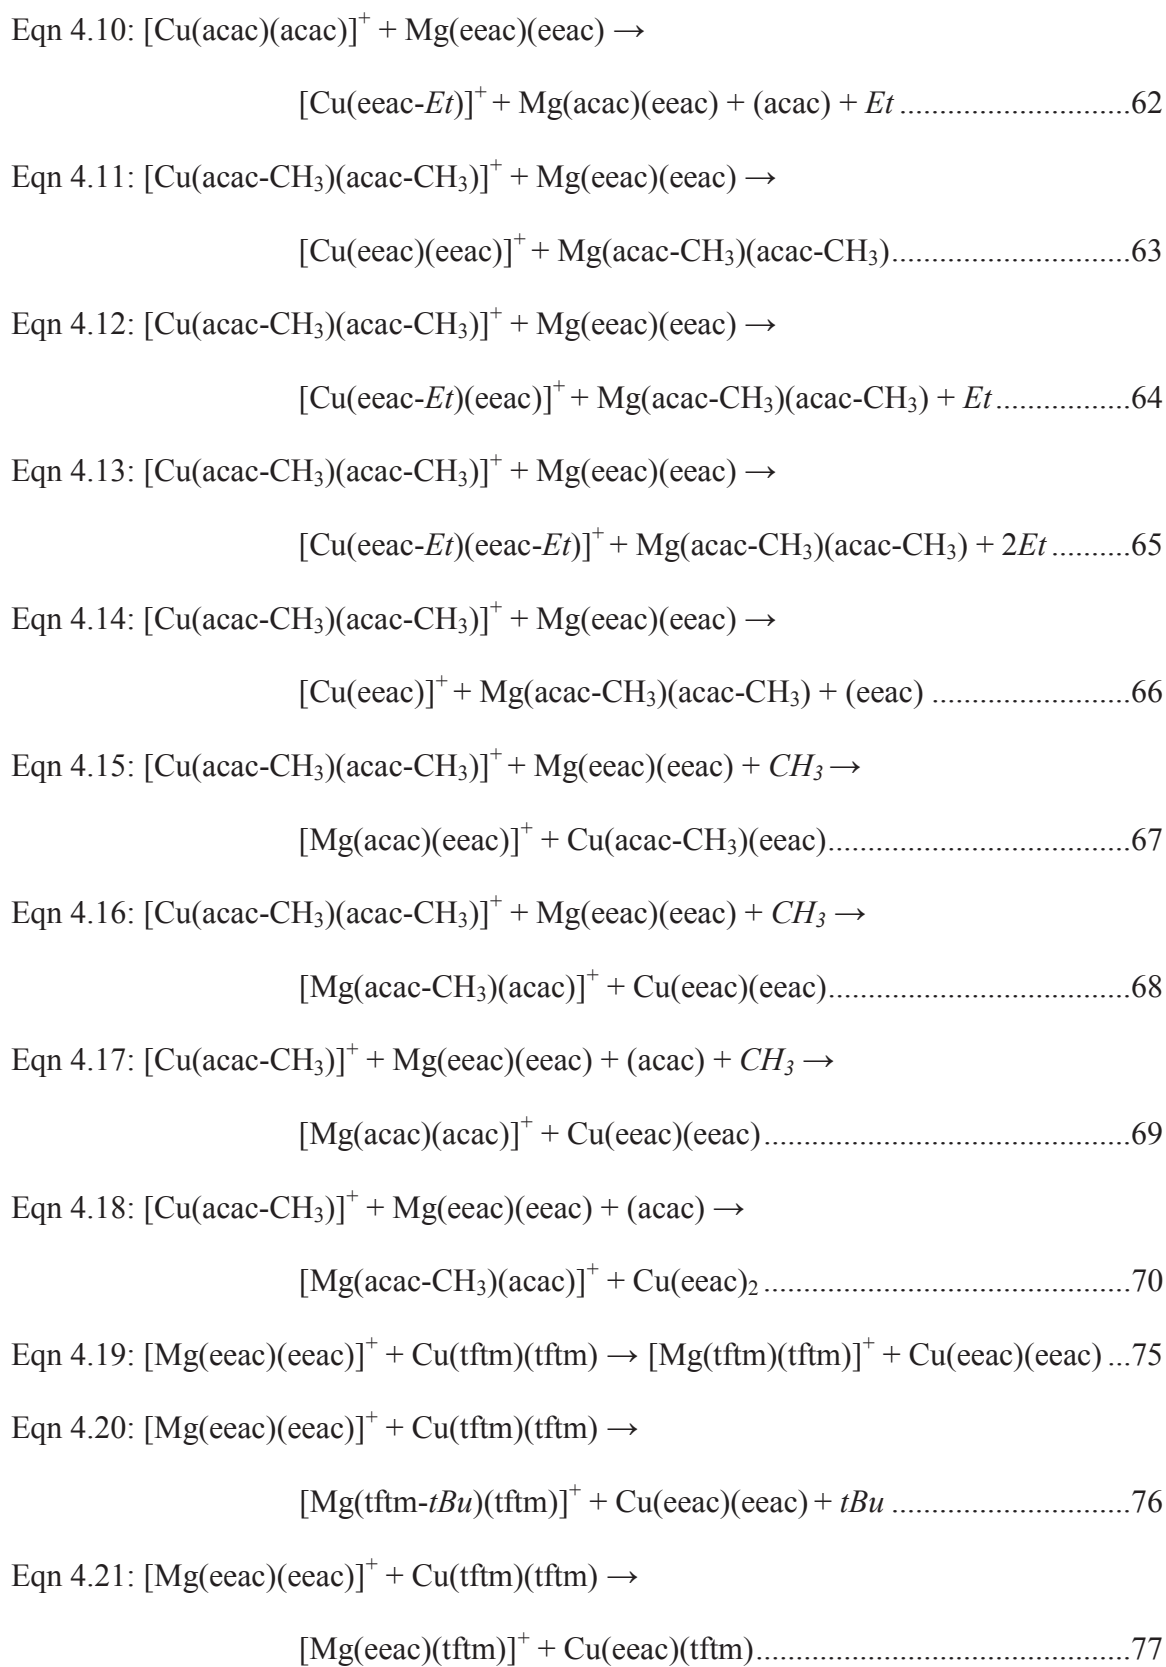 Eqn 4.10: [Cu(acac)(acac)]⁺ + Mg(eeac)(eeac) →
[Cu(eeac-Et)]⁺ + Mg(acac)(eeac) + (acac) + Et ............................62
Eqn 4.11: [Cu(acac-CH₃)(acac-CH₃)]⁺ + Mg(eeac)(eeac) →
[Cu(eeac)(eeac)]⁺ + Mg(acac-CH₃)(acac-CH₃).............................63
Eqn 4.12: [Cu(acac-CH₃)(acac-CH₃)]⁺ + Mg(eeac)(eeac) →
[Cu(eeac-Et)(eeac)]⁺ + Mg(acac-CH₃)(acac-CH₃) + Et................64
Eqn 4.13: [Cu(acac-CH₃)(acac-CH₃)]⁺ + Mg(eeac)(eeac) →
[Cu(eeac-Et)(eeac-Et)]⁺ + Mg(acac-CH₃)(acac-CH₃) + 2Et ..........65
Eqn 4.14: [Cu(acac-CH₃)(acac-CH₃)]⁺ + Mg(eeac)(eeac) →
[Cu(eeac)]⁺ + Mg(acac-CH₃)(acac-CH₃) + (eeac) ........................66
Eqn 4.15: [Cu(acac-CH₃)(acac-CH₃)]⁺ + Mg(eeac)(eeac) + CH₃ →
[Mg(acac)(eeac)]⁺ + Cu(acac-CH₃)(eeac).....................................67
Eqn 4.16: [Cu(acac-CH₃)(acac-CH₃)]⁺ + Mg(eeac)(eeac) + CH₃ →
[Mg(acac-CH₃)(acac)]⁺ + Cu(eeac)(eeac).....................................68
Eqn 4.17: [Cu(acac-CH₃)]⁺ + Mg(eeac)(eeac) + (acac) + CH₃ →
[Mg(acac)(acac)]⁺ + Cu(eeac)(eeac).............................................69
Eqn 4.18: [Cu(acac-CH₃)]⁺ + Mg(eeac)(eeac) + (acac) →
[Mg(acac-CH₃)(acac)]⁺ + Cu(eeac)₂.............................................70
Eqn 4.19: [Mg(eeac)(eeac)]⁺ + Cu(tftm)(tftm) → [Mg(tftm)(tftm)]⁺ + Cu(eeac)(eeac) ...75
Eqn 4.20: [Mg(eeac)(eeac)]⁺ + Cu(tftm)(tftm) →
[Mg(tftm-tBu)(tftm)]⁺ + Cu(eeac)(eeac) + tBu .............................76
Eqn 4.21: [Mg(eeac)(eeac)]⁺ + Cu(tftm)(tftm) →
[Mg(eeac)(tftm)]⁺ + Cu(eeac)(tftm)..............................................77